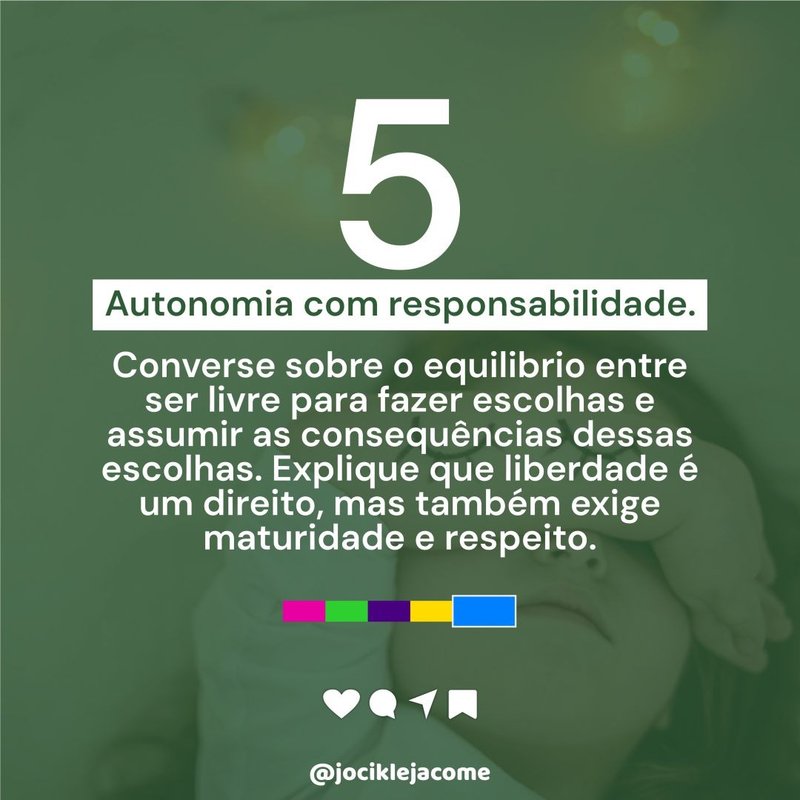 5
Autonomia com responsabilidade.
Converse sobre o equilibrio entre
ser livre para fazer escolhas e
assumir as consequências dessas
escolhas. Explique que liberdade é
um direito, mas também exige
maturidade e respeito.
@jociklejacome